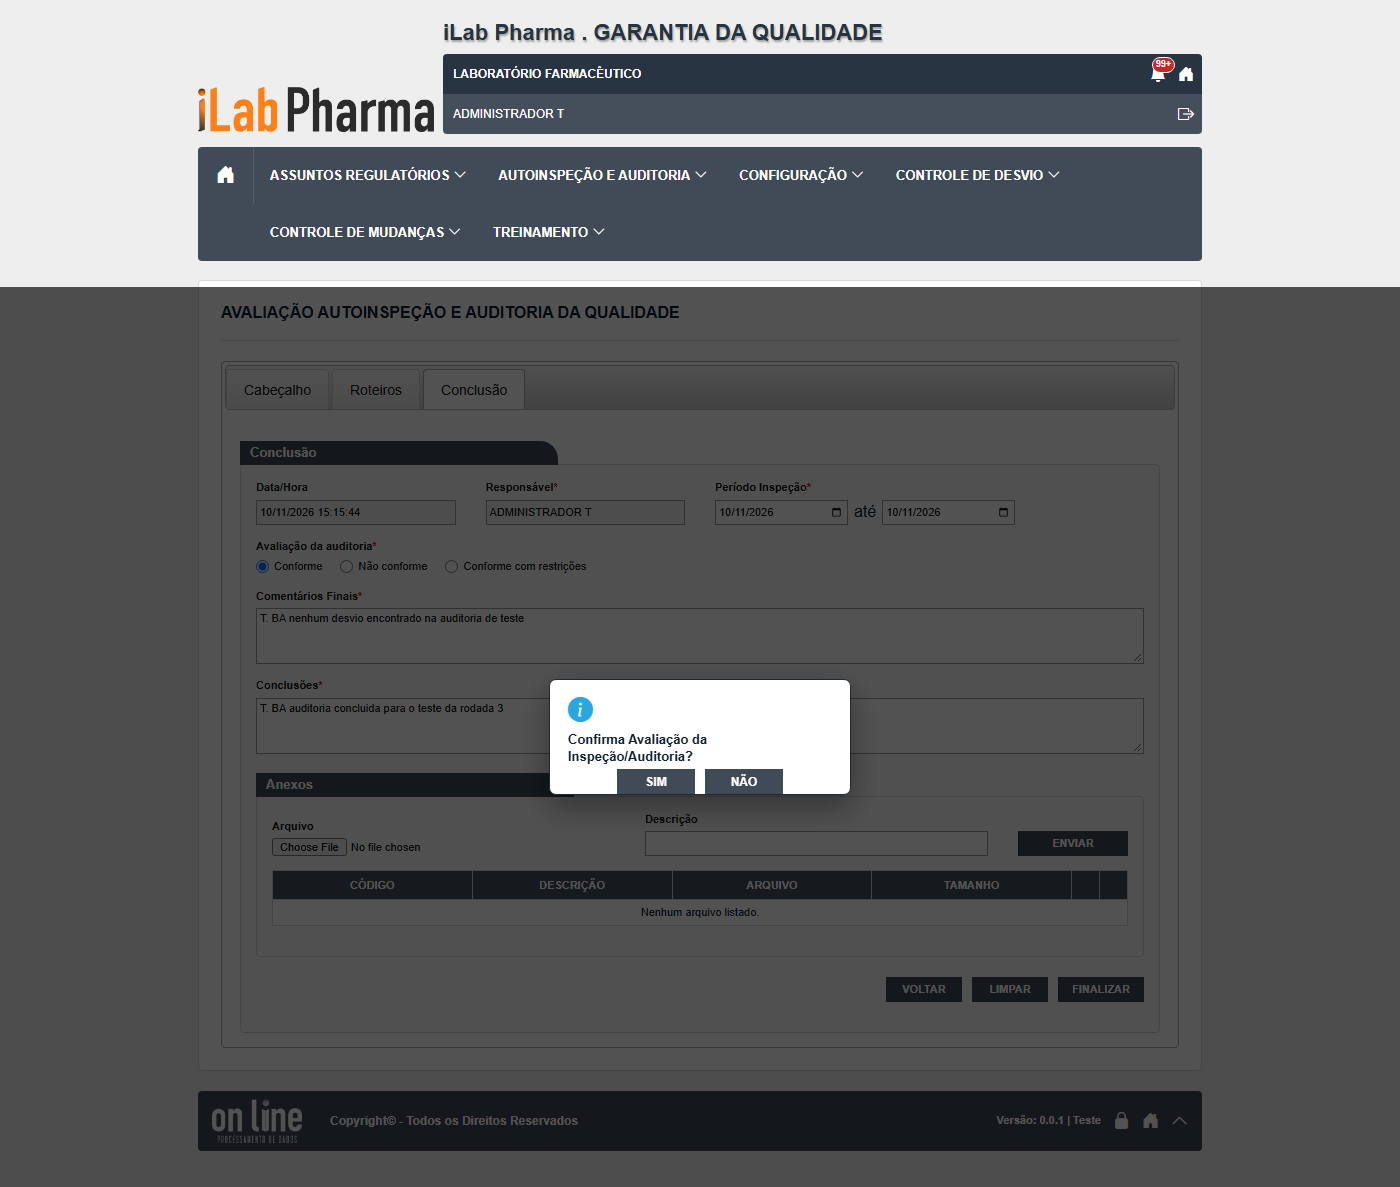 iLab Pharma . GARANTIA DA QUALIDADE
LABORATÓRIO FARMACÊUTICO
99+
iLab Pharma
ADMINISTRADOR T
ASSUNTOS REGULATÓRIOS
AUTOINSPEÇÃO E AUDITORIA
CONFIGURAÇÃO
CONTROLE DE DESVIO
CONTROLE DE MUDANÇAS
TREINAMENTO
AVALIAÇÃO AUTOINSPEÇÃO E AUDITORIA DA QUALIDADE
Cabeçalho
Roteiros
Conclusão
Conclusão
Data/Hora
Responsável*
Período Inspeção*
10/11/2026 15:15:44
ADMINISTRADOR T
10/11/2026
até
10/11/2026
Avaliação da auditoria*
Conforme
Não conforme
Conforme com restrições
Comentários Finais*
T. BA nenhum desvio encontrado na auditoria de teste
Conclusões*
T. BA auditoria concluida para o teste da rodada 3
Confirma Avaliação da
Inspeção/Auditoria?
SIM
NÃO
Anexos
Arquivo
Descrição
Choose File
No file chosen
ENVIAR
CÓDIGO
DESCRIÇÃO
ARQUIVO
TAMANHO
Nenhum arquivo listado.
VOLTAR
LIMPAR
FINALIZAR
on line
PROCESSAMENTO DE DADOS
Copyright© - Todos os Direitos Reservados
Versão: 0.0.1 | Teste